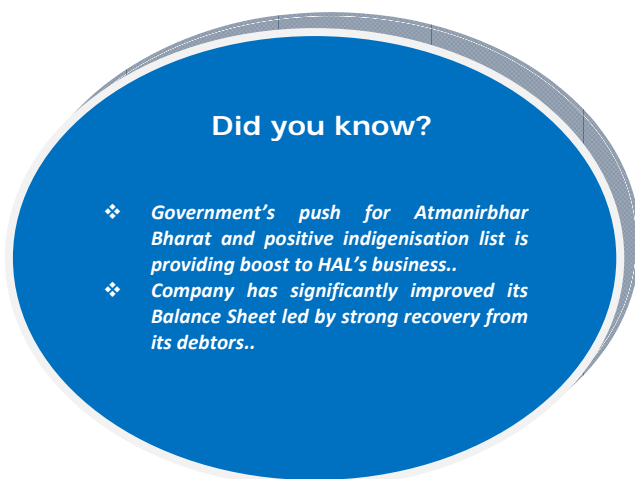 Did you know?
❖ Government’s push for Atmanirbhar
Bharat and positive indigenisation list is
providing boost to HAL’s business..
❖ Company has significantly improved its
Balance Sheet led by strong recovery from
its debtors..